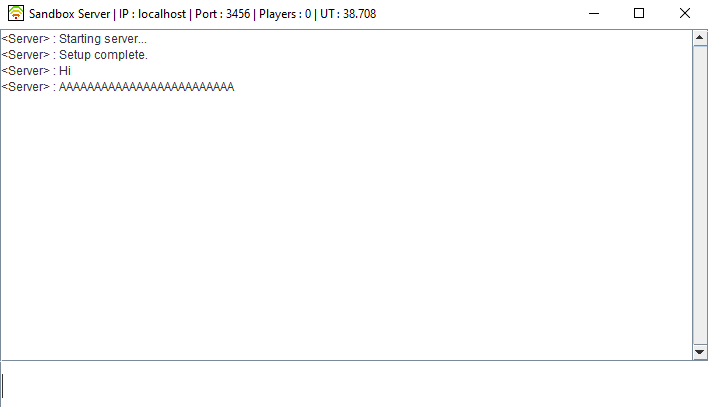 Sandbox Server | IP : localhost | Port : 3456 | Players : 0 | UT : 38.708
<Server> : Starting server...
<Server> : Setup complete.
<Server> : Hi
<Server> : AAAAAAAAAAAAAAAAAAAAAAAAA